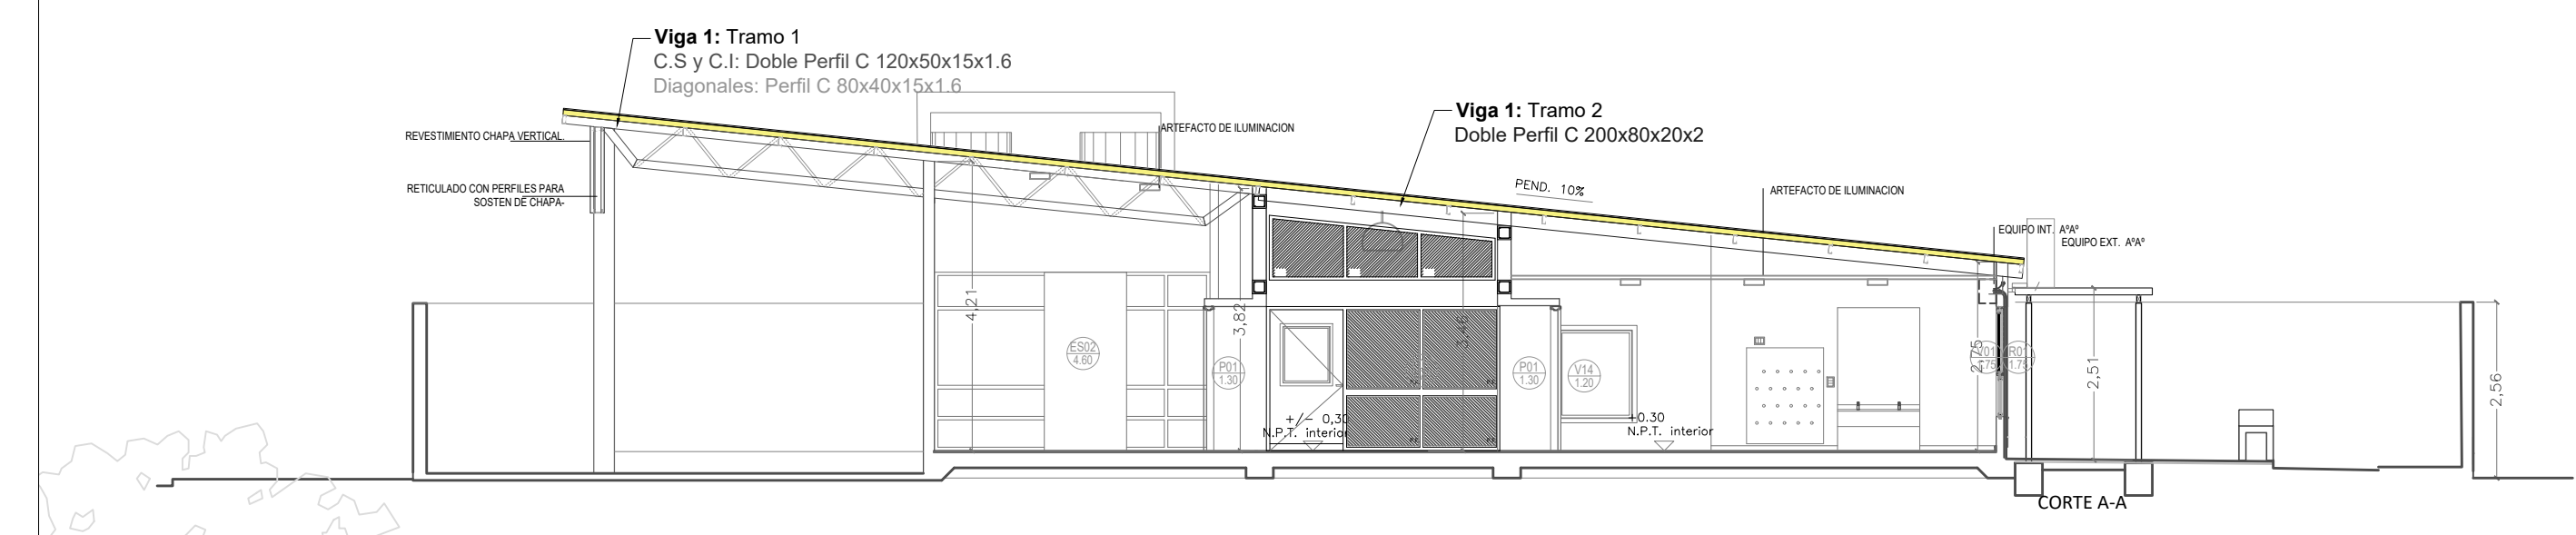 Viga 1: Tramo 1
C.S y C.I: Doble Perfil C 120x50x15x1.6
Diagonales: Perfil C 80x40x15x1.6
Viga 1: Tramo 2
Doble Perfil C 200x80x20x2
REVESTIMIENTO CHAPA VERTICAL.
ARTEFACTO DE ILUMINACION
RETICULADO CON PERFILES PARA
SOSTEN DE CHAPA-
PEND. 10%
ARTEFACTO DE ILUMINACION
EQUIPO INT. AºAº
EQUIPO EXT. AºAº
4,21
3,82
3,46
2,75
2,51
2,56
ES02
4.60
P01
1.30
P01
1.30
V14
1.20
V01
1.75
R01
1.75
+/- 0,30
N.P.T. interior
+0.30
N.P.T. interior
CORTE A-A